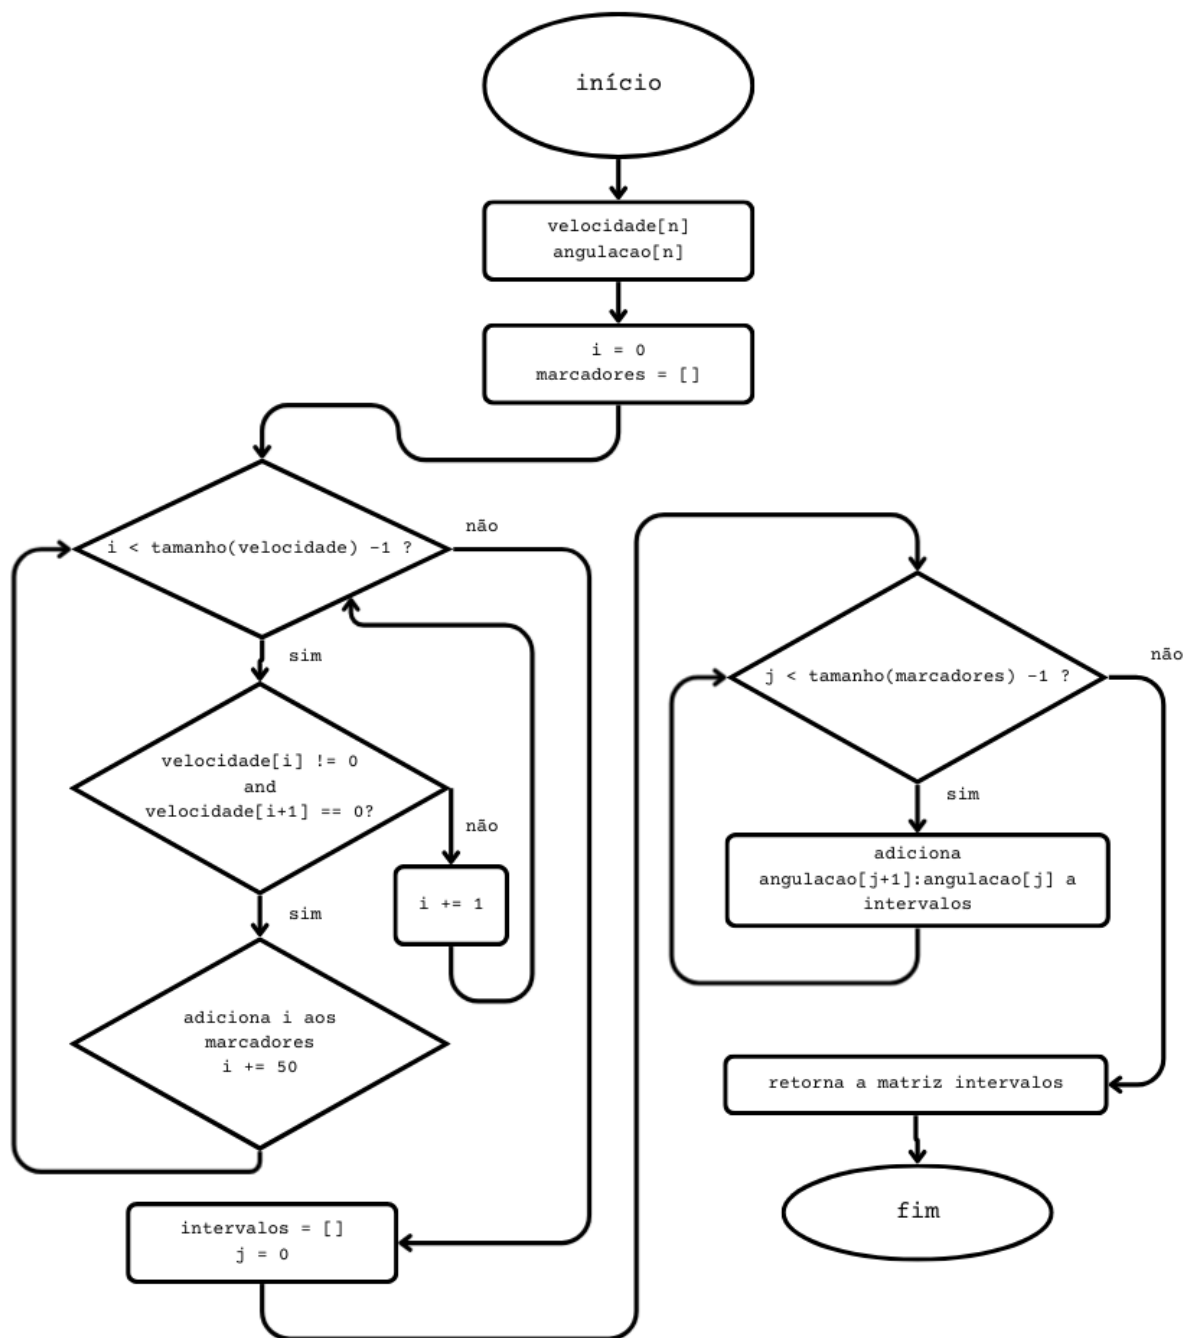 início
velocidade[n]
angulacao[n]
i = 0
marcadores = []
i < tamanho(velocidade) -1 ?
não
sim
velocidade[i] != 0
and
velocidade[i+1] == 0?
não
i += 1
sim
adiciona i aos
marcadores
i += 50
intervalos = []
j = 0
j < tamanho(marcadores) -1 ?
não
sim
adiciona
angulacao[j+1]:angulacao[j] a
intervalos
retorna a matriz intervalos
fim